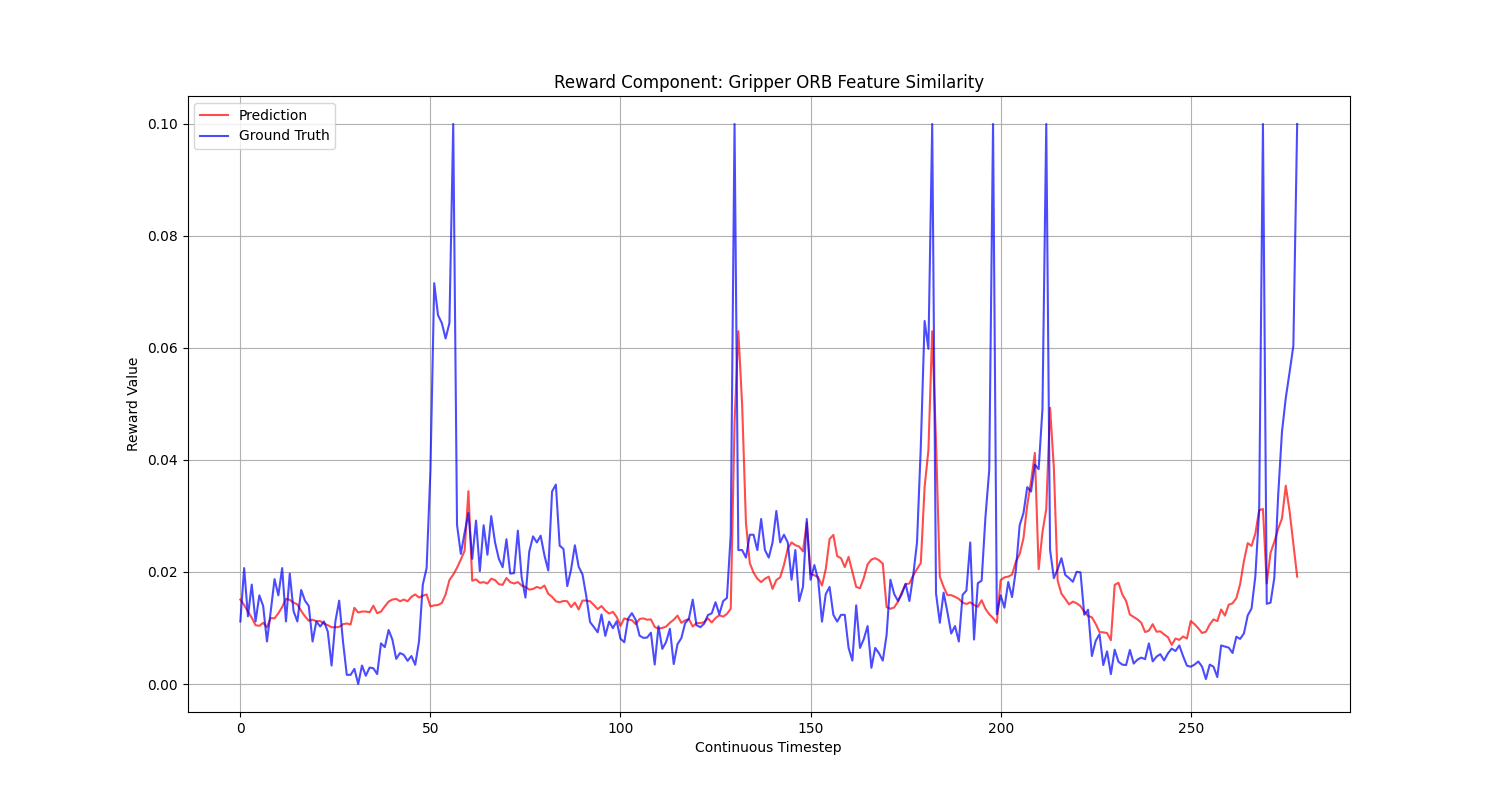 Reward Component: Gripper ORB Feature Similarity
Prediction
Ground Truth
0.10
0.08
0.06
0.04
0.02
0.00
Reward Value
0
50
100
150
200
250
Continuous Timestep